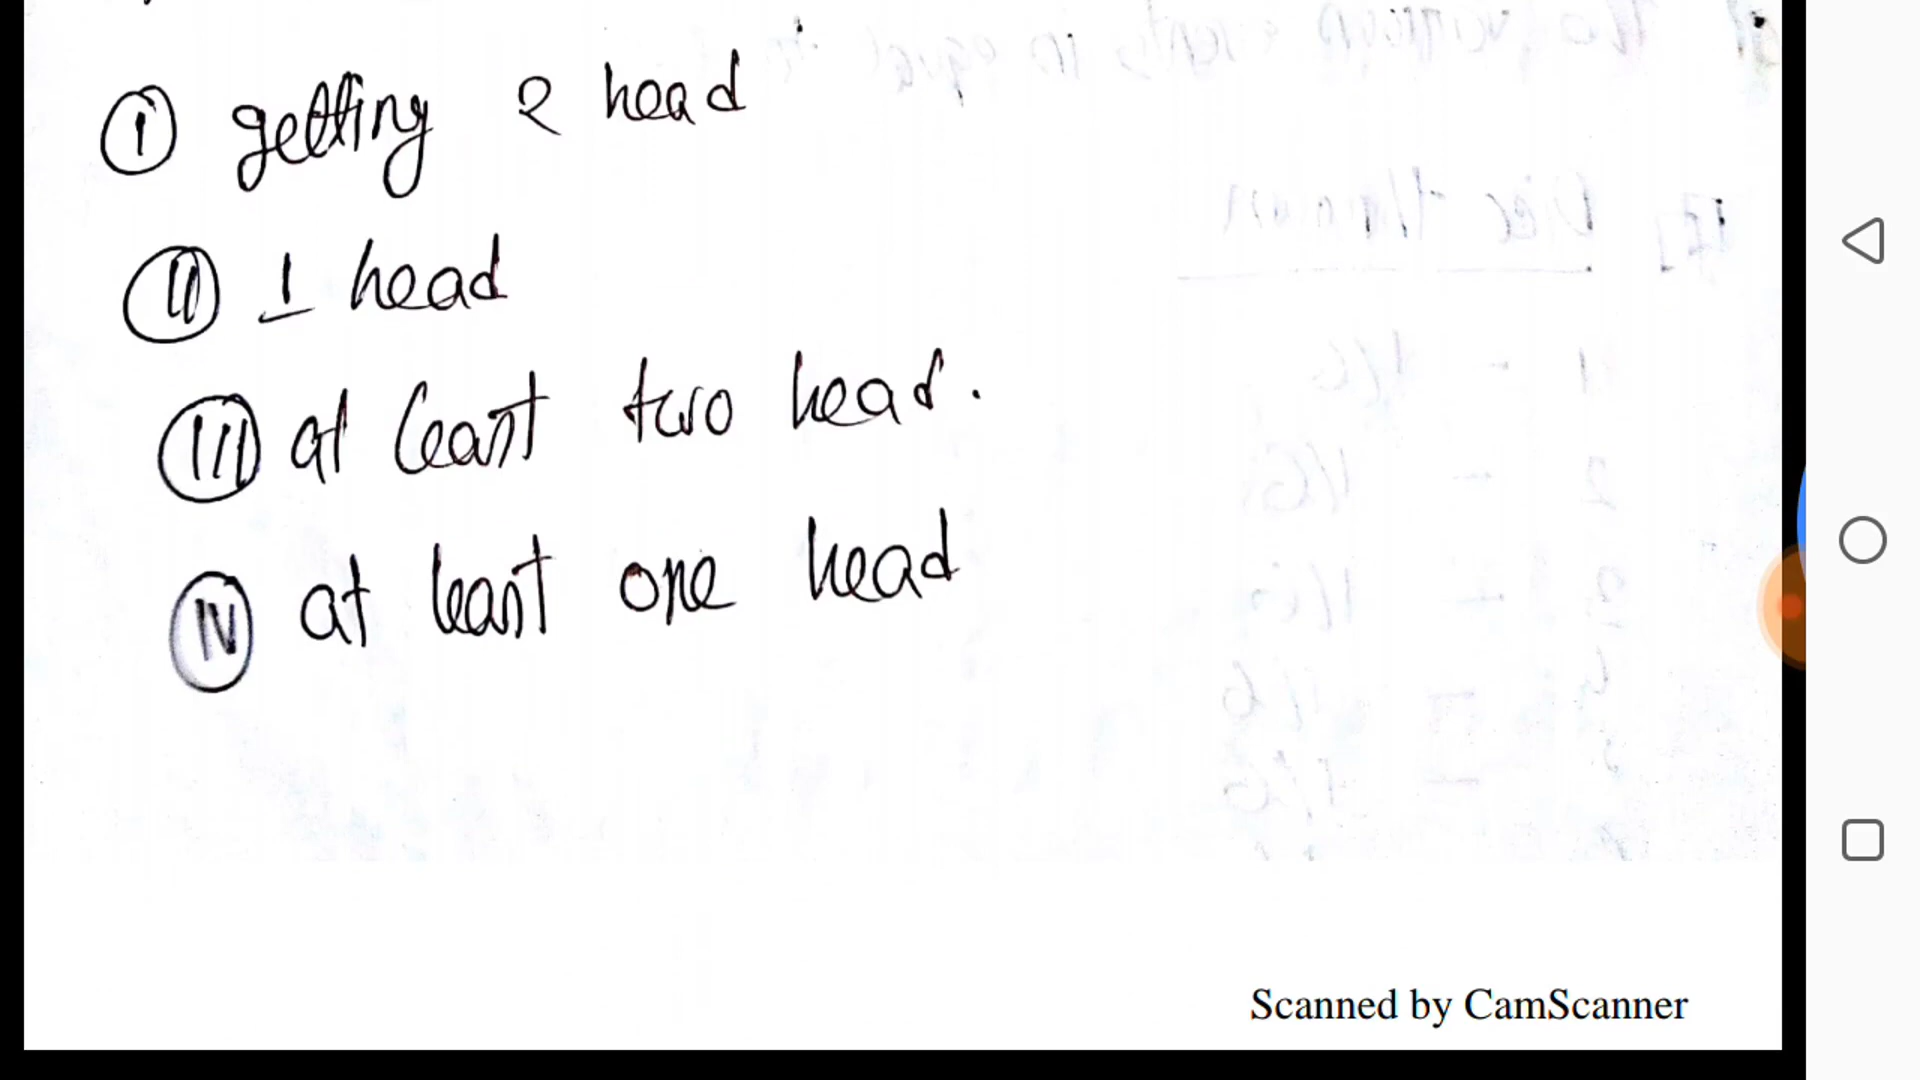 I getting 2 head
II 1 head
III at least two head.
IV at least one head
Scanned by CamScanner